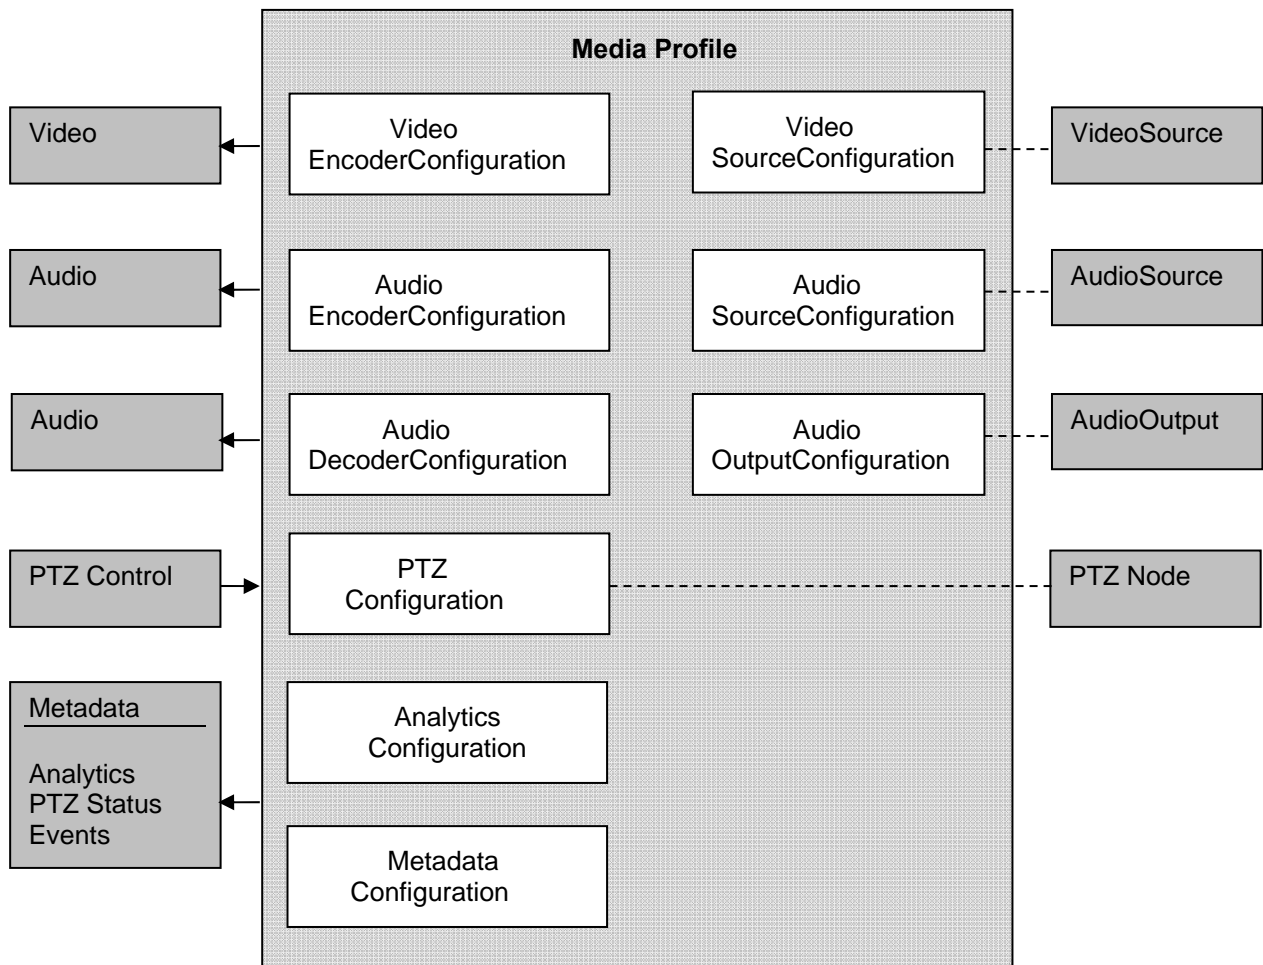 Media Profile
Video
Video
EncoderConfiguration
Video
SourceConfiguration
VideoSource
Audio
Audio
EncoderConfiguration
Audio
SourceConfiguration
AudioSource
Audio
Audio
DecoderConfiguration
Audio
OutputConfiguration
AudioOutput
PTZ Control
PTZ
Configuration
PTZ Node
Metadata
Analytics
PTZ Status
Events
Analytics
Configuration
Metadata
Configuration